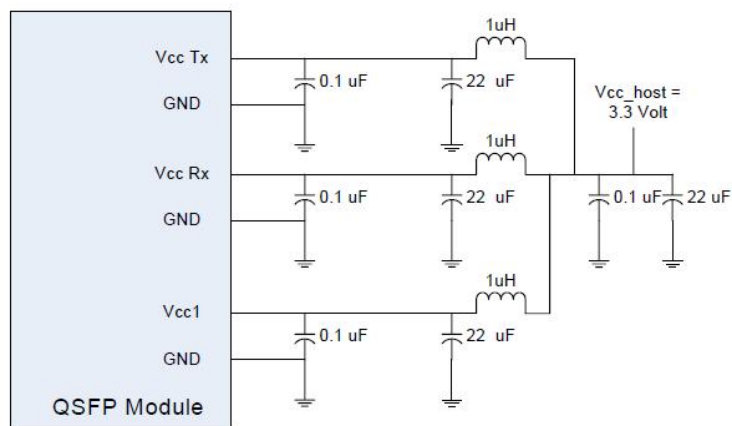 1uH
Vcc Tx
0.1 uF
22 uF
GND
Vcc_host =
3.3 Volt
1uH
Vcc Rx
0.1 uF
22 uF
0.1 uF
22 uF
GND
1uH
Vcc1
0.1 uF
22 uF
GND
QSFP Module